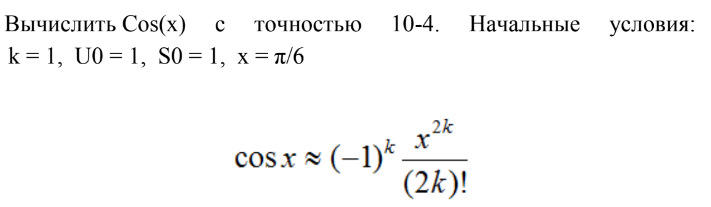 Вычислить Cos(x) с точностью 10-4. Начальные условия:
k = 1, U0 = 1, S0 = 1, x = π/6
cos x ≈ (−1)^k x^{2k}/(2k)!